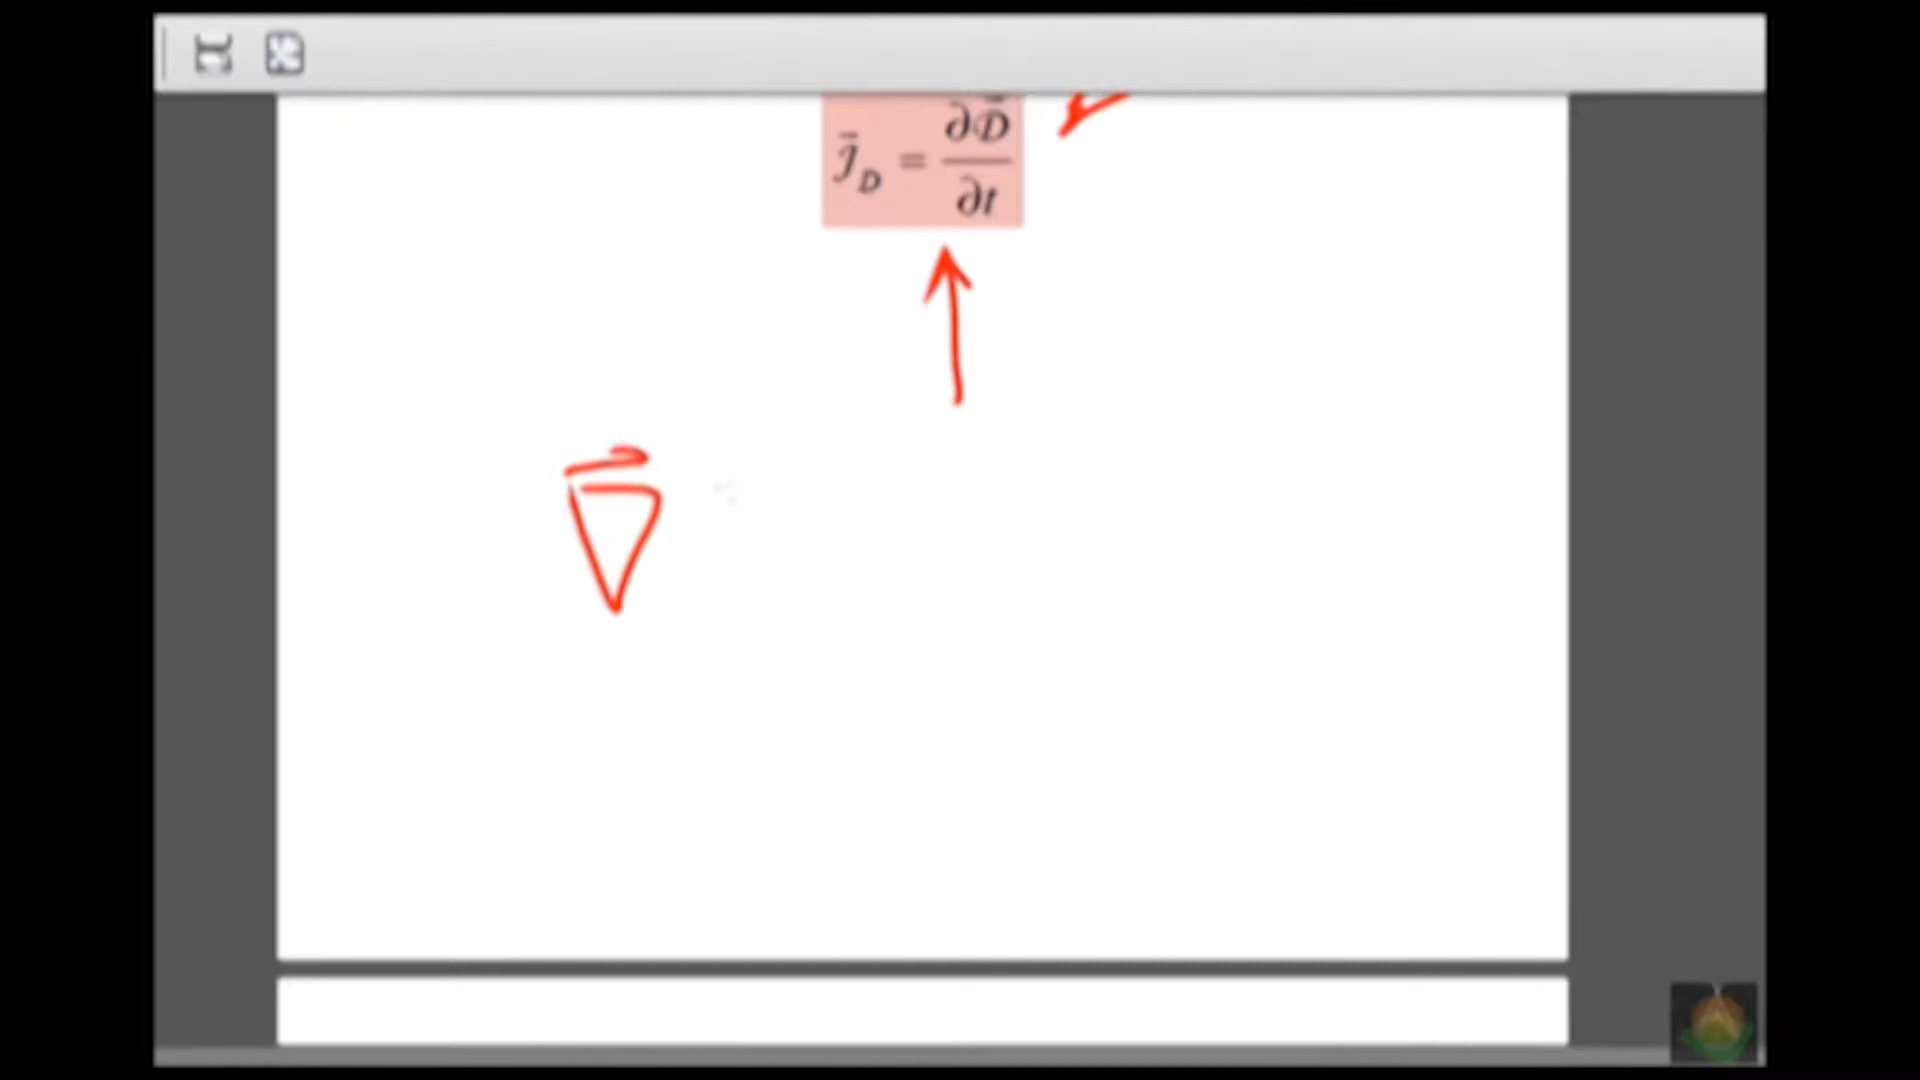 𝒥⃗_D = ∂𝒟⃗/∂t
∇⃗